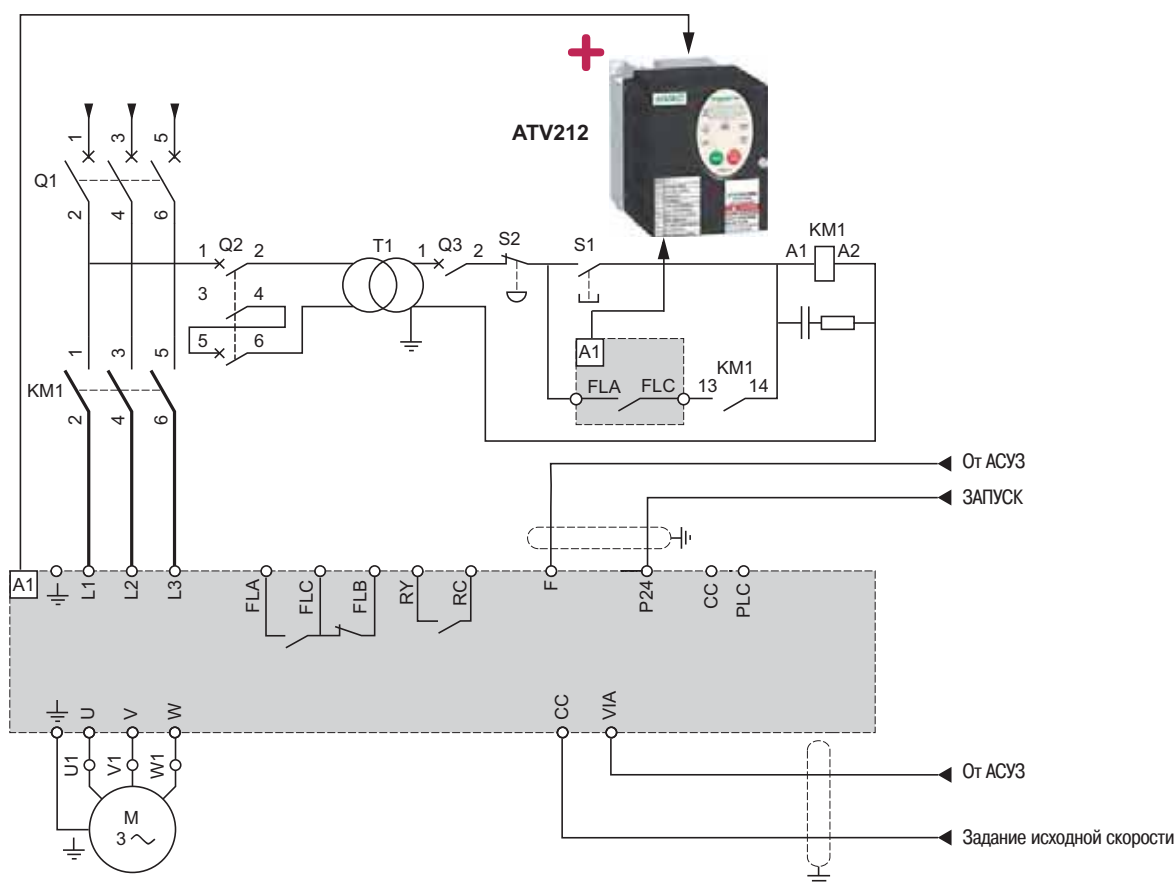 ATV212
1 3 5
Q1
2 4 6
1 Q2 2
3 4
5 6
T1
1 Q3 2
S2
S1
KM1
A1 A2
A1
FLA FLC
KM1
13 14
1 3 5
KM1
2 4 6
От АСУЗ
ЗАПУСК
A1
L1 L2 L3
FLA FLC FLB RY RC
F P24 CC PLC
U V W
CC VIA
U1 V1 W1
M
3
От АСУЗ
Задание исходной скорости